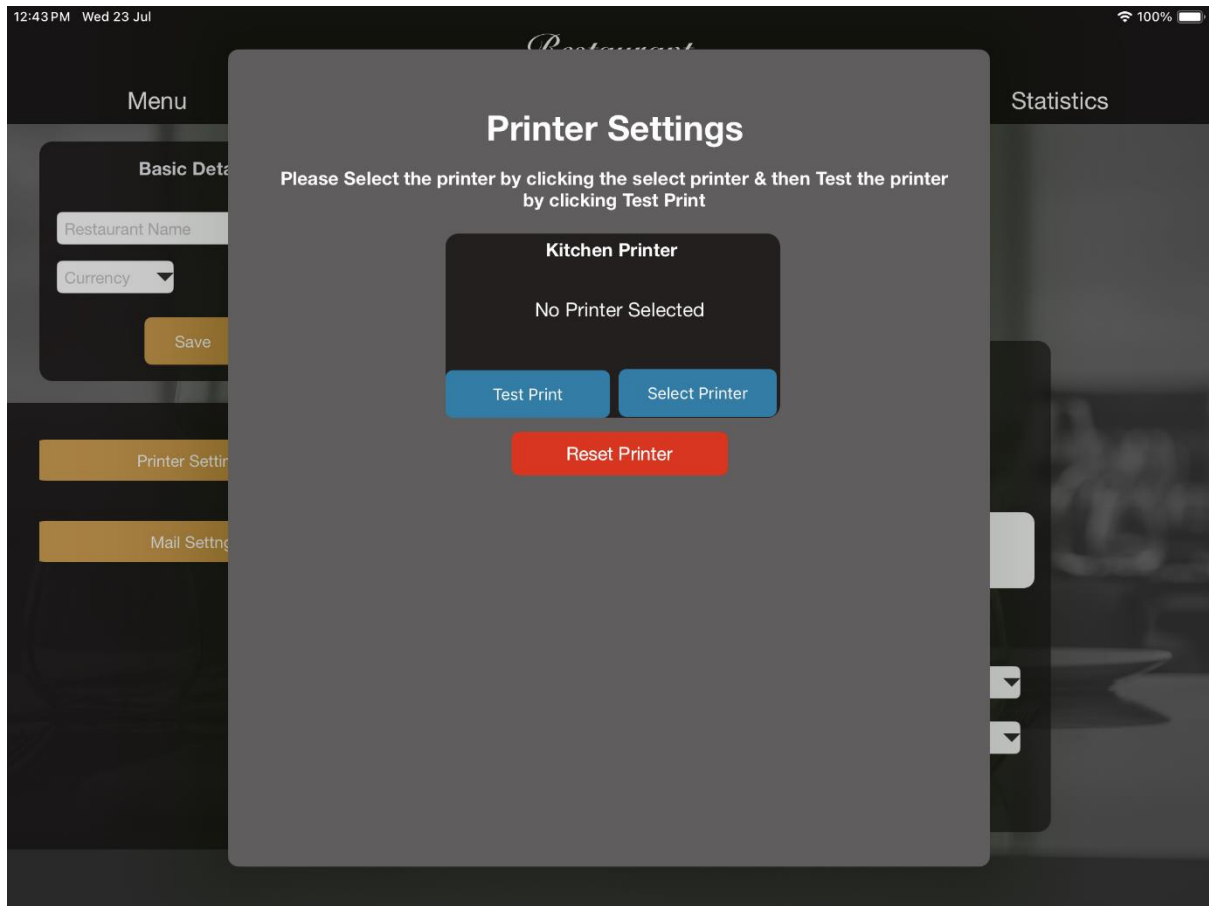 12:43 PM Wed 23 Jul
100%
Restaurant
Menu
Statistics
Printer Settings
Basic Deta
Please Select the printer by clicking the select printer & then Test the printer
by clicking Test Print
Restaurant Name
Kitchen Printer
Currency
No Printer Selected
Save
Test Print
Select Printer
Reset Printer
Printer Settin
Mail Settng